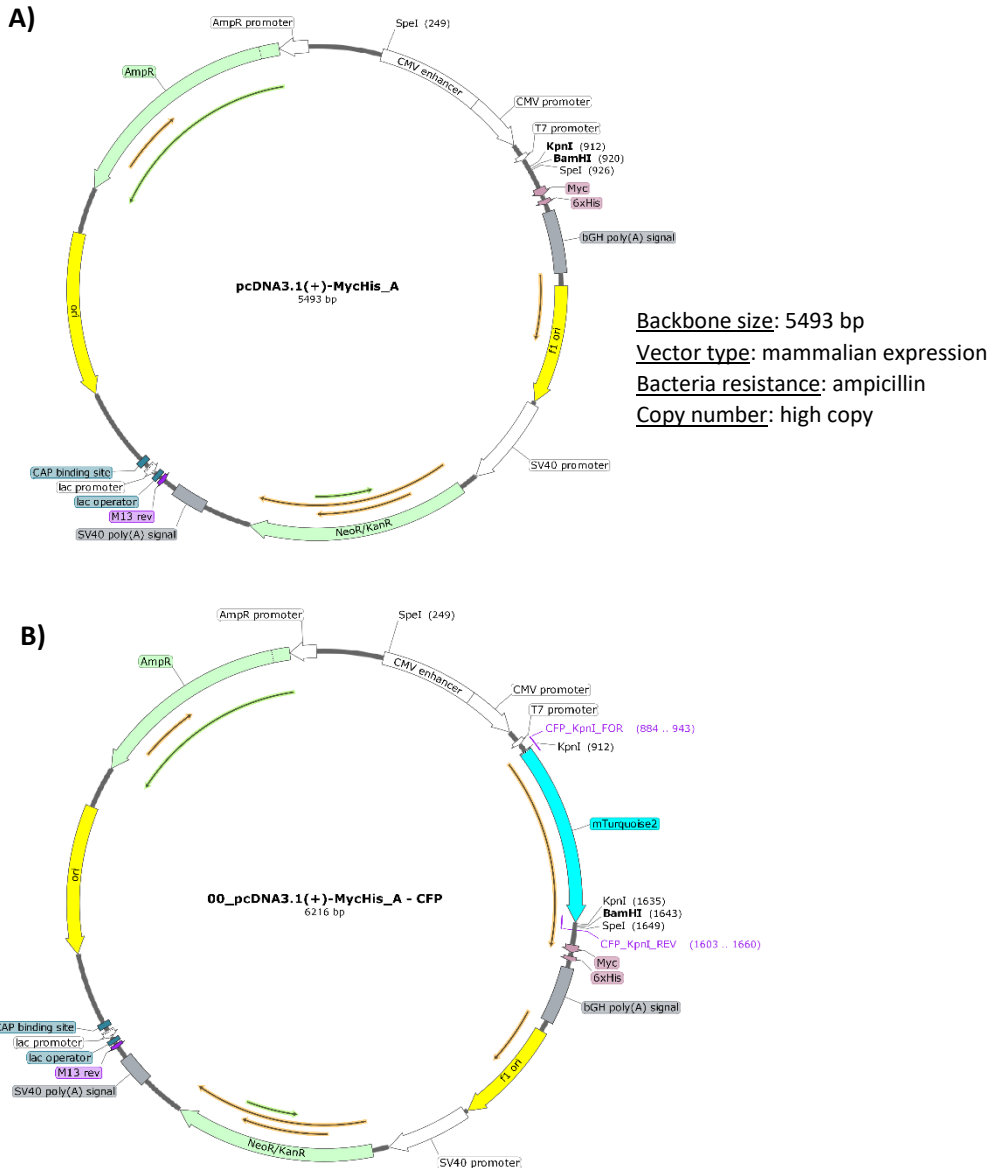 A)
AmpR promoter
SpeI (249)
AmpR
CMV enhancer
CMV promoter
T7 promoter
KpnI (912)
BamHI (920)
SpeI (926)
Myc
6xHis
bGH poly(A) signal
pcDNA3.1(+)-MycHis_A
5493 bp
ori
f1 ori
Backbone size: 5493 bp
Vector type: mammalian expression
Bacteria resistance: ampicillin
Copy number: high copy
SV40 promoter
CAP binding site
lac promoter
lac operator
M13 rev
SV40 poly(A) signal
NeoR/KanR
B)
AmpR promoter
SpeI (249)
AmpR
CMV enhancer
CMV promoter
T7 promoter
CFP_KpnI_FOR (884 .. 943)
KpnI (912)
mTurquoise2
ori
00_pcDNA3.1(+)-MycHis_A - CFP
6216 bp
KpnI (1635)
BamHI (1643)
SpeI (1649)
CFP_KpnI_REV (1603 .. 1660)
Myc
6xHis
bGH poly(A) signal
f1 ori
CAP binding site
lac promoter
lac operator
M13 rev
SV40 poly(A) signal
NeoR/KanR
SV40 promoter